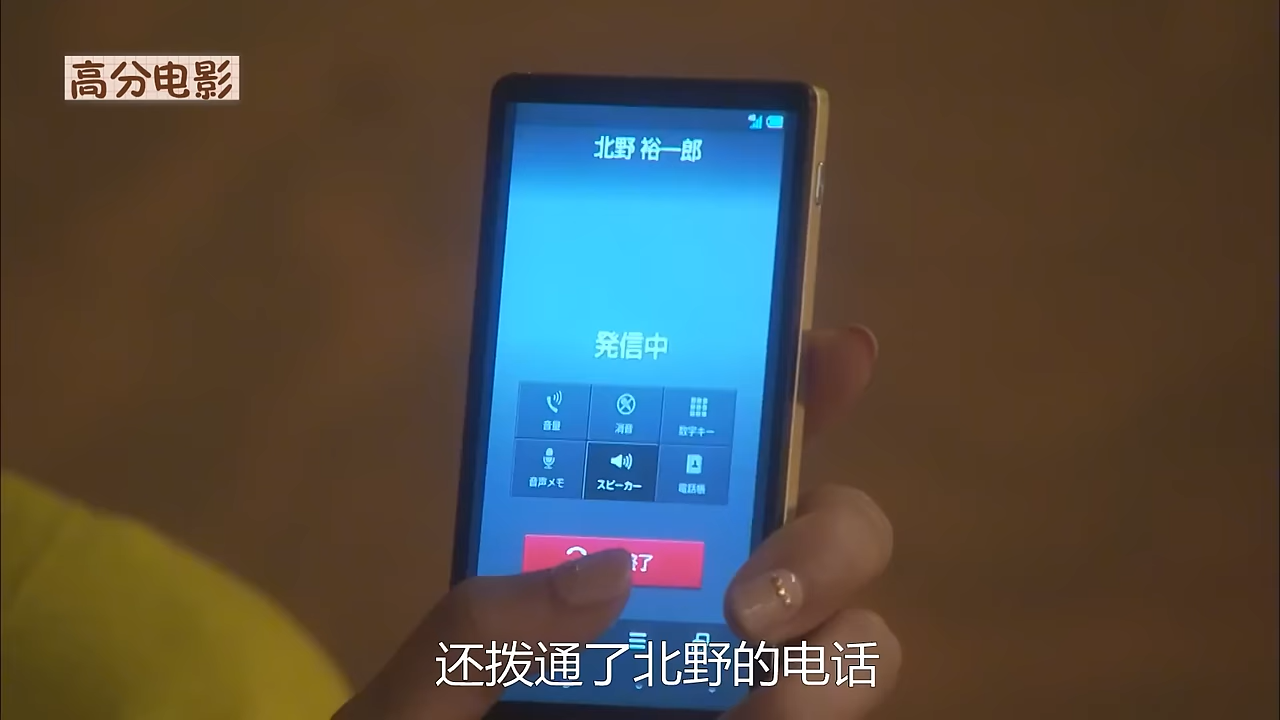 高分电影
北野 裕一郎
発信中
音量
消音
数字キー
音声メモ
スピーカー
電話帳
終了
还拨通了北野的电话